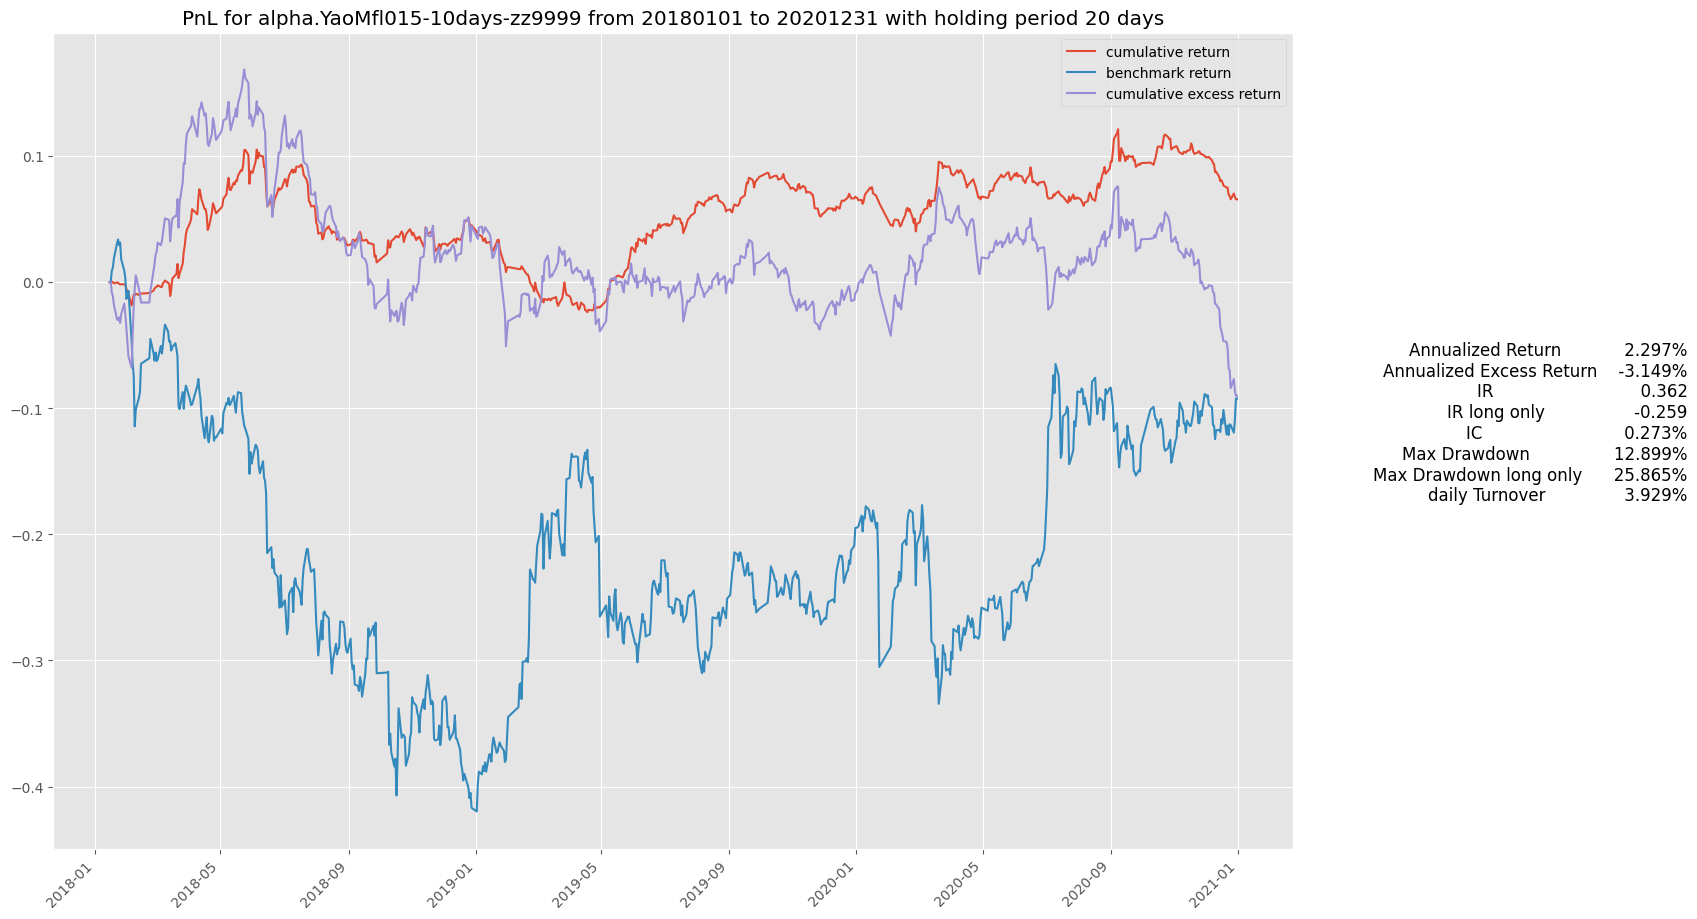 PnL for alpha.YaoMfl015-10days-zz9999 from 20180101 to 20201231 with holding period 20 days
cumulative return
benchmark return
cumulative excess return
0.1
0.0
−0.1
−0.2
−0.3
−0.4
2018-01
2018-05
2018-09
2019-01
2019-05
2019-09
2020-01
2020-05
2020-09
2021-01
Annualized Return 2.297%
Annualized Excess Return -3.149%
IR 0.362
IR long only -0.259
IC 0.273%
Max Drawdown 12.899%
Max Drawdown long only 25.865%
daily Turnover 3.929%